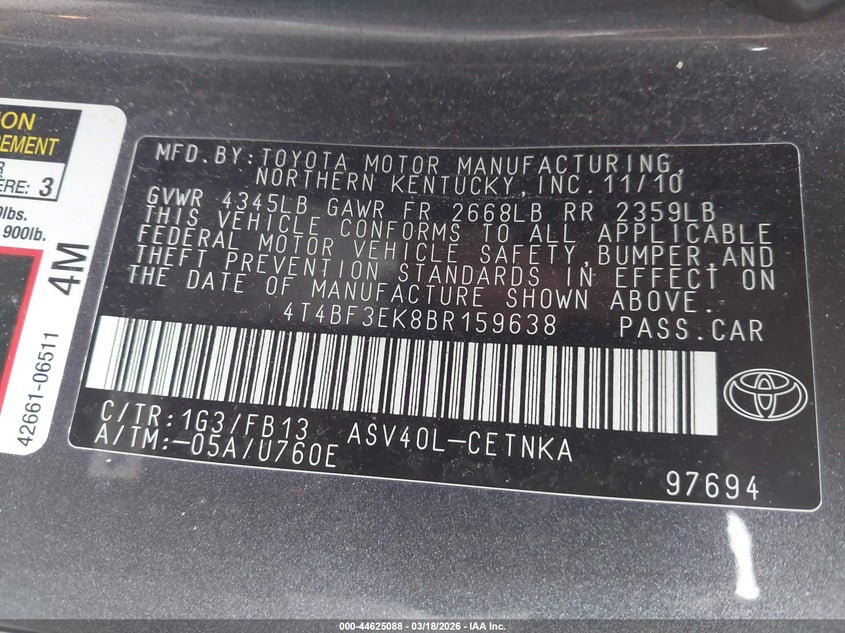 ION
CEMENT
ERE: 3
lbs.
900lb.
4M
42661-06511
MFD.BY:TOYOTA MOTOR MANUFACTURING,
NORTHERN KENTUCKY,INC.11/10
GVWR 4345LB GAWR FR 2668LB RR 2359LB
THIS VEHICLE CONFORMS TO ALL APPLICABLE
FEDERAL MOTOR VEHICLE SAFETY,BUMPER,AND
THEFT PREVENTION STANDARDS IN EFFECT ON
THE DATE OF MANUFACTURE SHOWN ABOVE.
4T4BF3EK8BR159638 PASS.CAR
C/TR:1G3/FB13 ASV40L-CETNKA
A/TM:-05A/U760E
97694
000-44625088 - 03/18/2026 - IAA Inc.